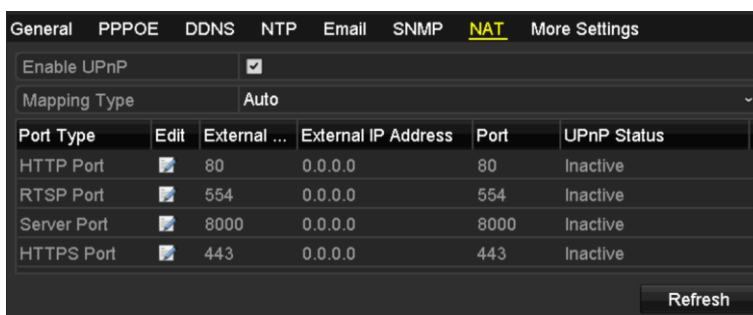 General PPPOE DDNS NTP Email SNMP NAT More Settings
Enable UPnP
Mapping Type Auto
Port Type Edit External ... External IP Address Port UPnP Status
HTTP Port 80 0.0.0.0 80 Inactive
RTSP Port 554 0.0.0.0 554 Inactive
Server Port 8000 0.0.0.0 8000 Inactive
HTTPS Port 443 0.0.0.0 443 Inactive
Refresh